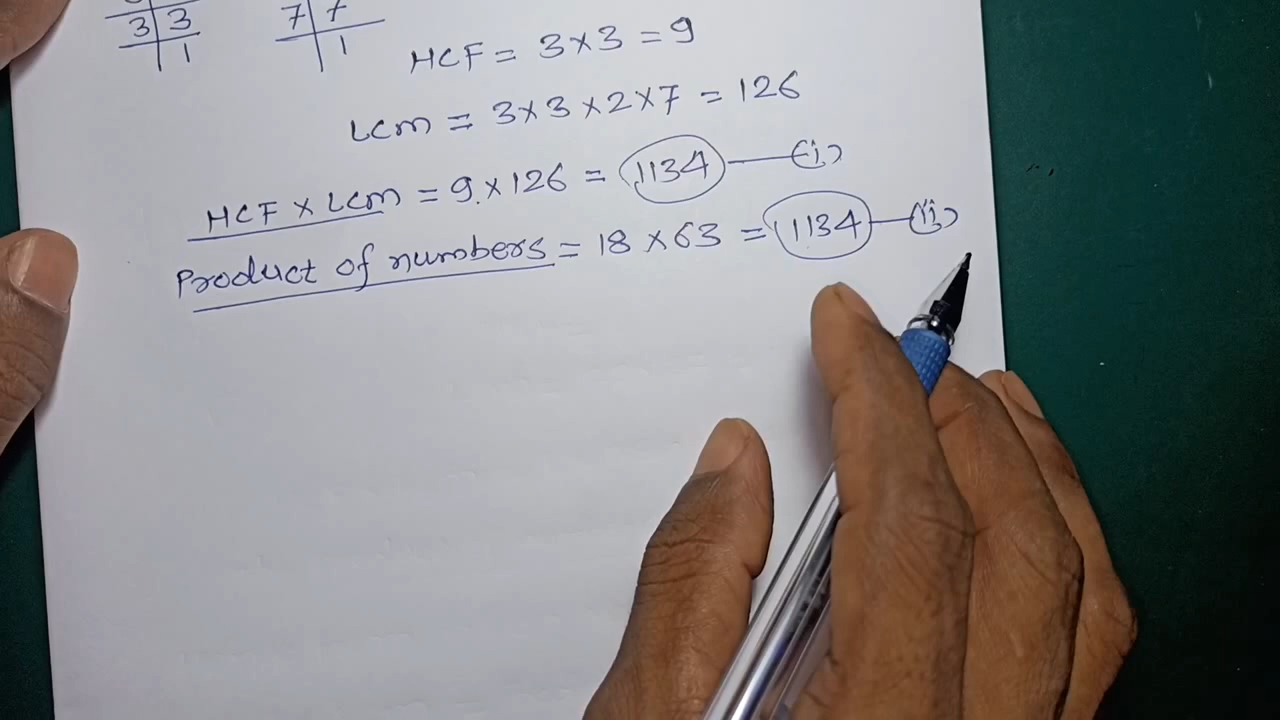 3 3
1
7 7
1
HCF = 3×3 = 9
LCM = 3×3×2×7 = 126
HCF × LCM = 9×126 = 1134 — (i)
Product of numbers = 18×63 = 1134 — (ii)